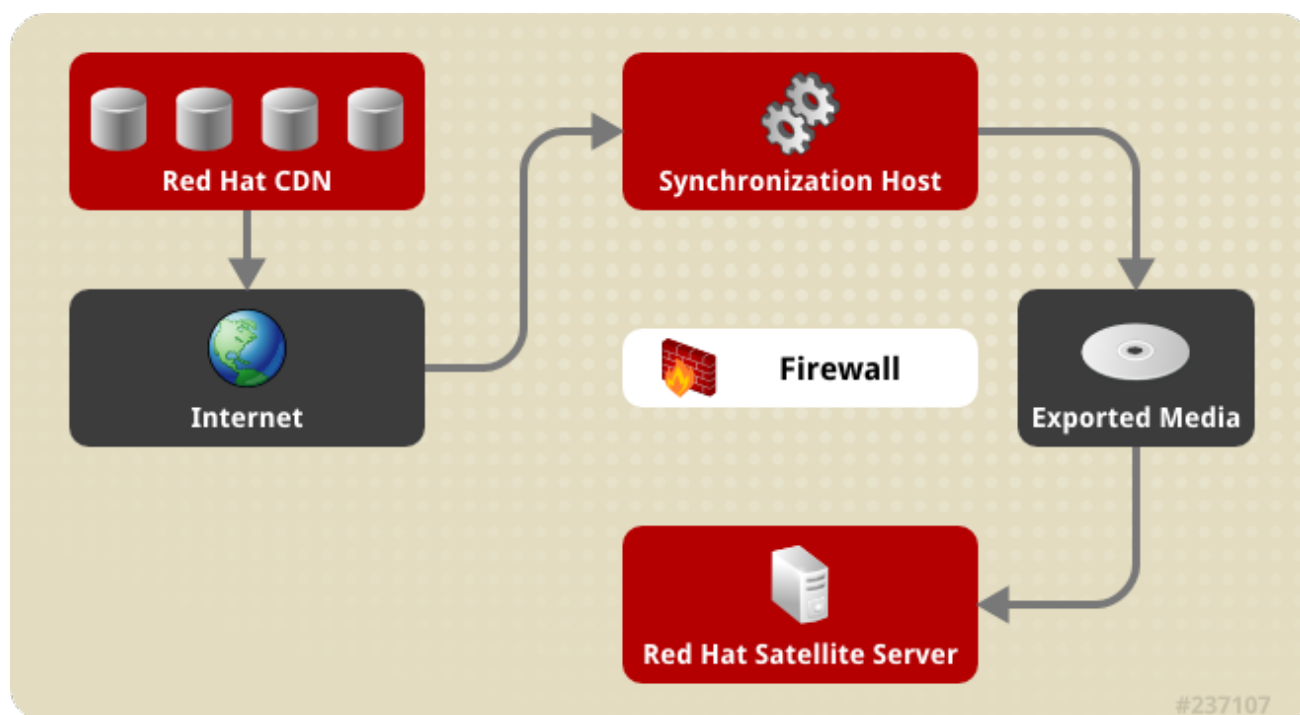 Red Hat CDN
Synchronization Host
Internet
Firewall
Exported Media
Red Hat Satellite Server
#237107